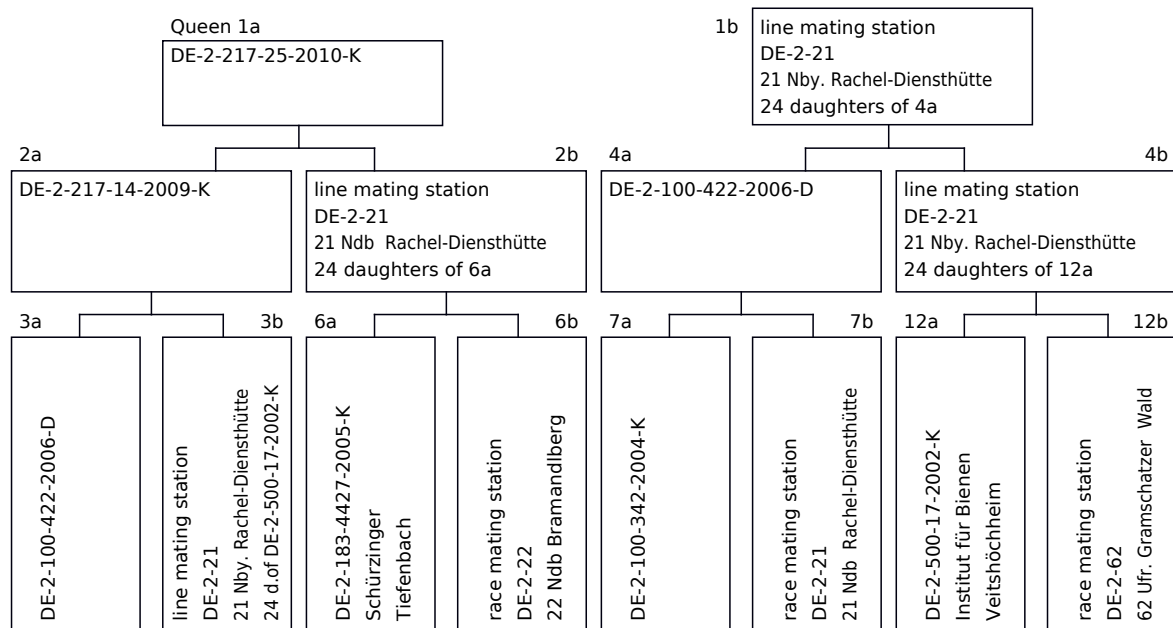 Queen 1a
DE-2-217-25-2010-K
1b
line mating station
DE-2-21
21 Nby. Rachel-Diensthütte
24 daughters of 4a
2a
DE-2-217-14-2009-K
2b
line mating station
DE-2-21
21 Ndb Rachel-Diensthütte
24 daughters of 6a
4a
DE-2-100-422-2006-D
4b
line mating station
DE-2-21
21 Nby. Rachel-Diensthütte
24 daughters of 12a
3a
DE-2-100-422-2006-D
3b
line mating station
DE-2-21
21 Nby. Rachel-Diensthütte
24 d.of DE-2-500-17-2002-K
6a
DE-2-183-4427-2005-K
Schürzinger
Tiefenbach
6b
race mating station
DE-2-22
22 Ndb Bramandlberg
7a
DE-2-100-342-2004-K
7b
race mating station
DE-2-21
21 Ndb Rachel-Diensthütte
12a
DE-2-500-17-2002-K
Institut für Bienen
Veitshöchheim
12b
race mating station
DE-2-62
62 Ufr. Gramschatzer Wald